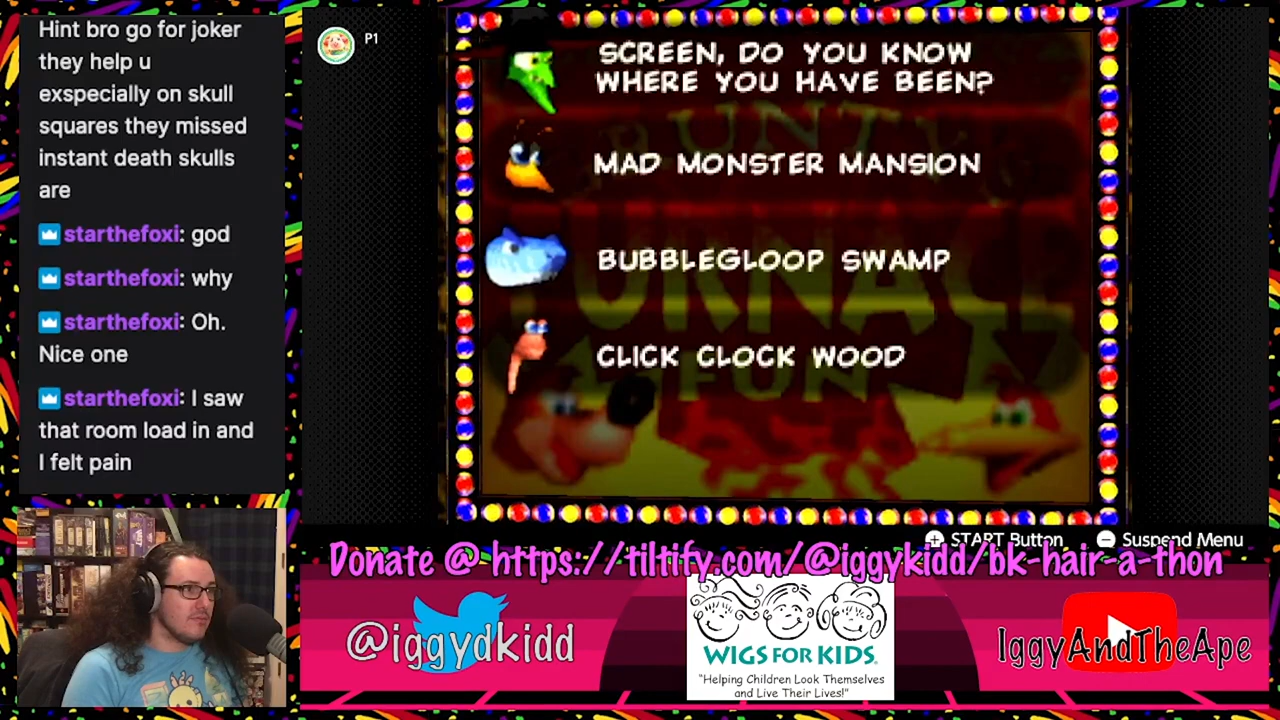 Hint bro go for joker
they help u
exspecially on skull
squares they missed
instant death skulls
are
starthefoxi: god
starthefoxi: why
starthefoxi: Oh.
Nice one
starthefoxi: I saw
that room load in and
I felt pain
P1
SCREEN, DO YOU KNOW
WHERE YOU HAVE BEEN?
MAD MONSTER MANSION
BUBBLEGLOOP SWAMP
CLICK CLOCK WOOD
FURNACE
FUN
START Button
Suspend Menu
Donate @ https://tiltify.com/@iggykidd/bk-hair-a-thon
@iggydkidd
WIGS FOR KIDS.
"Helping Children Look Themselves
and Live Their Lives!"
IggyAndTheApe